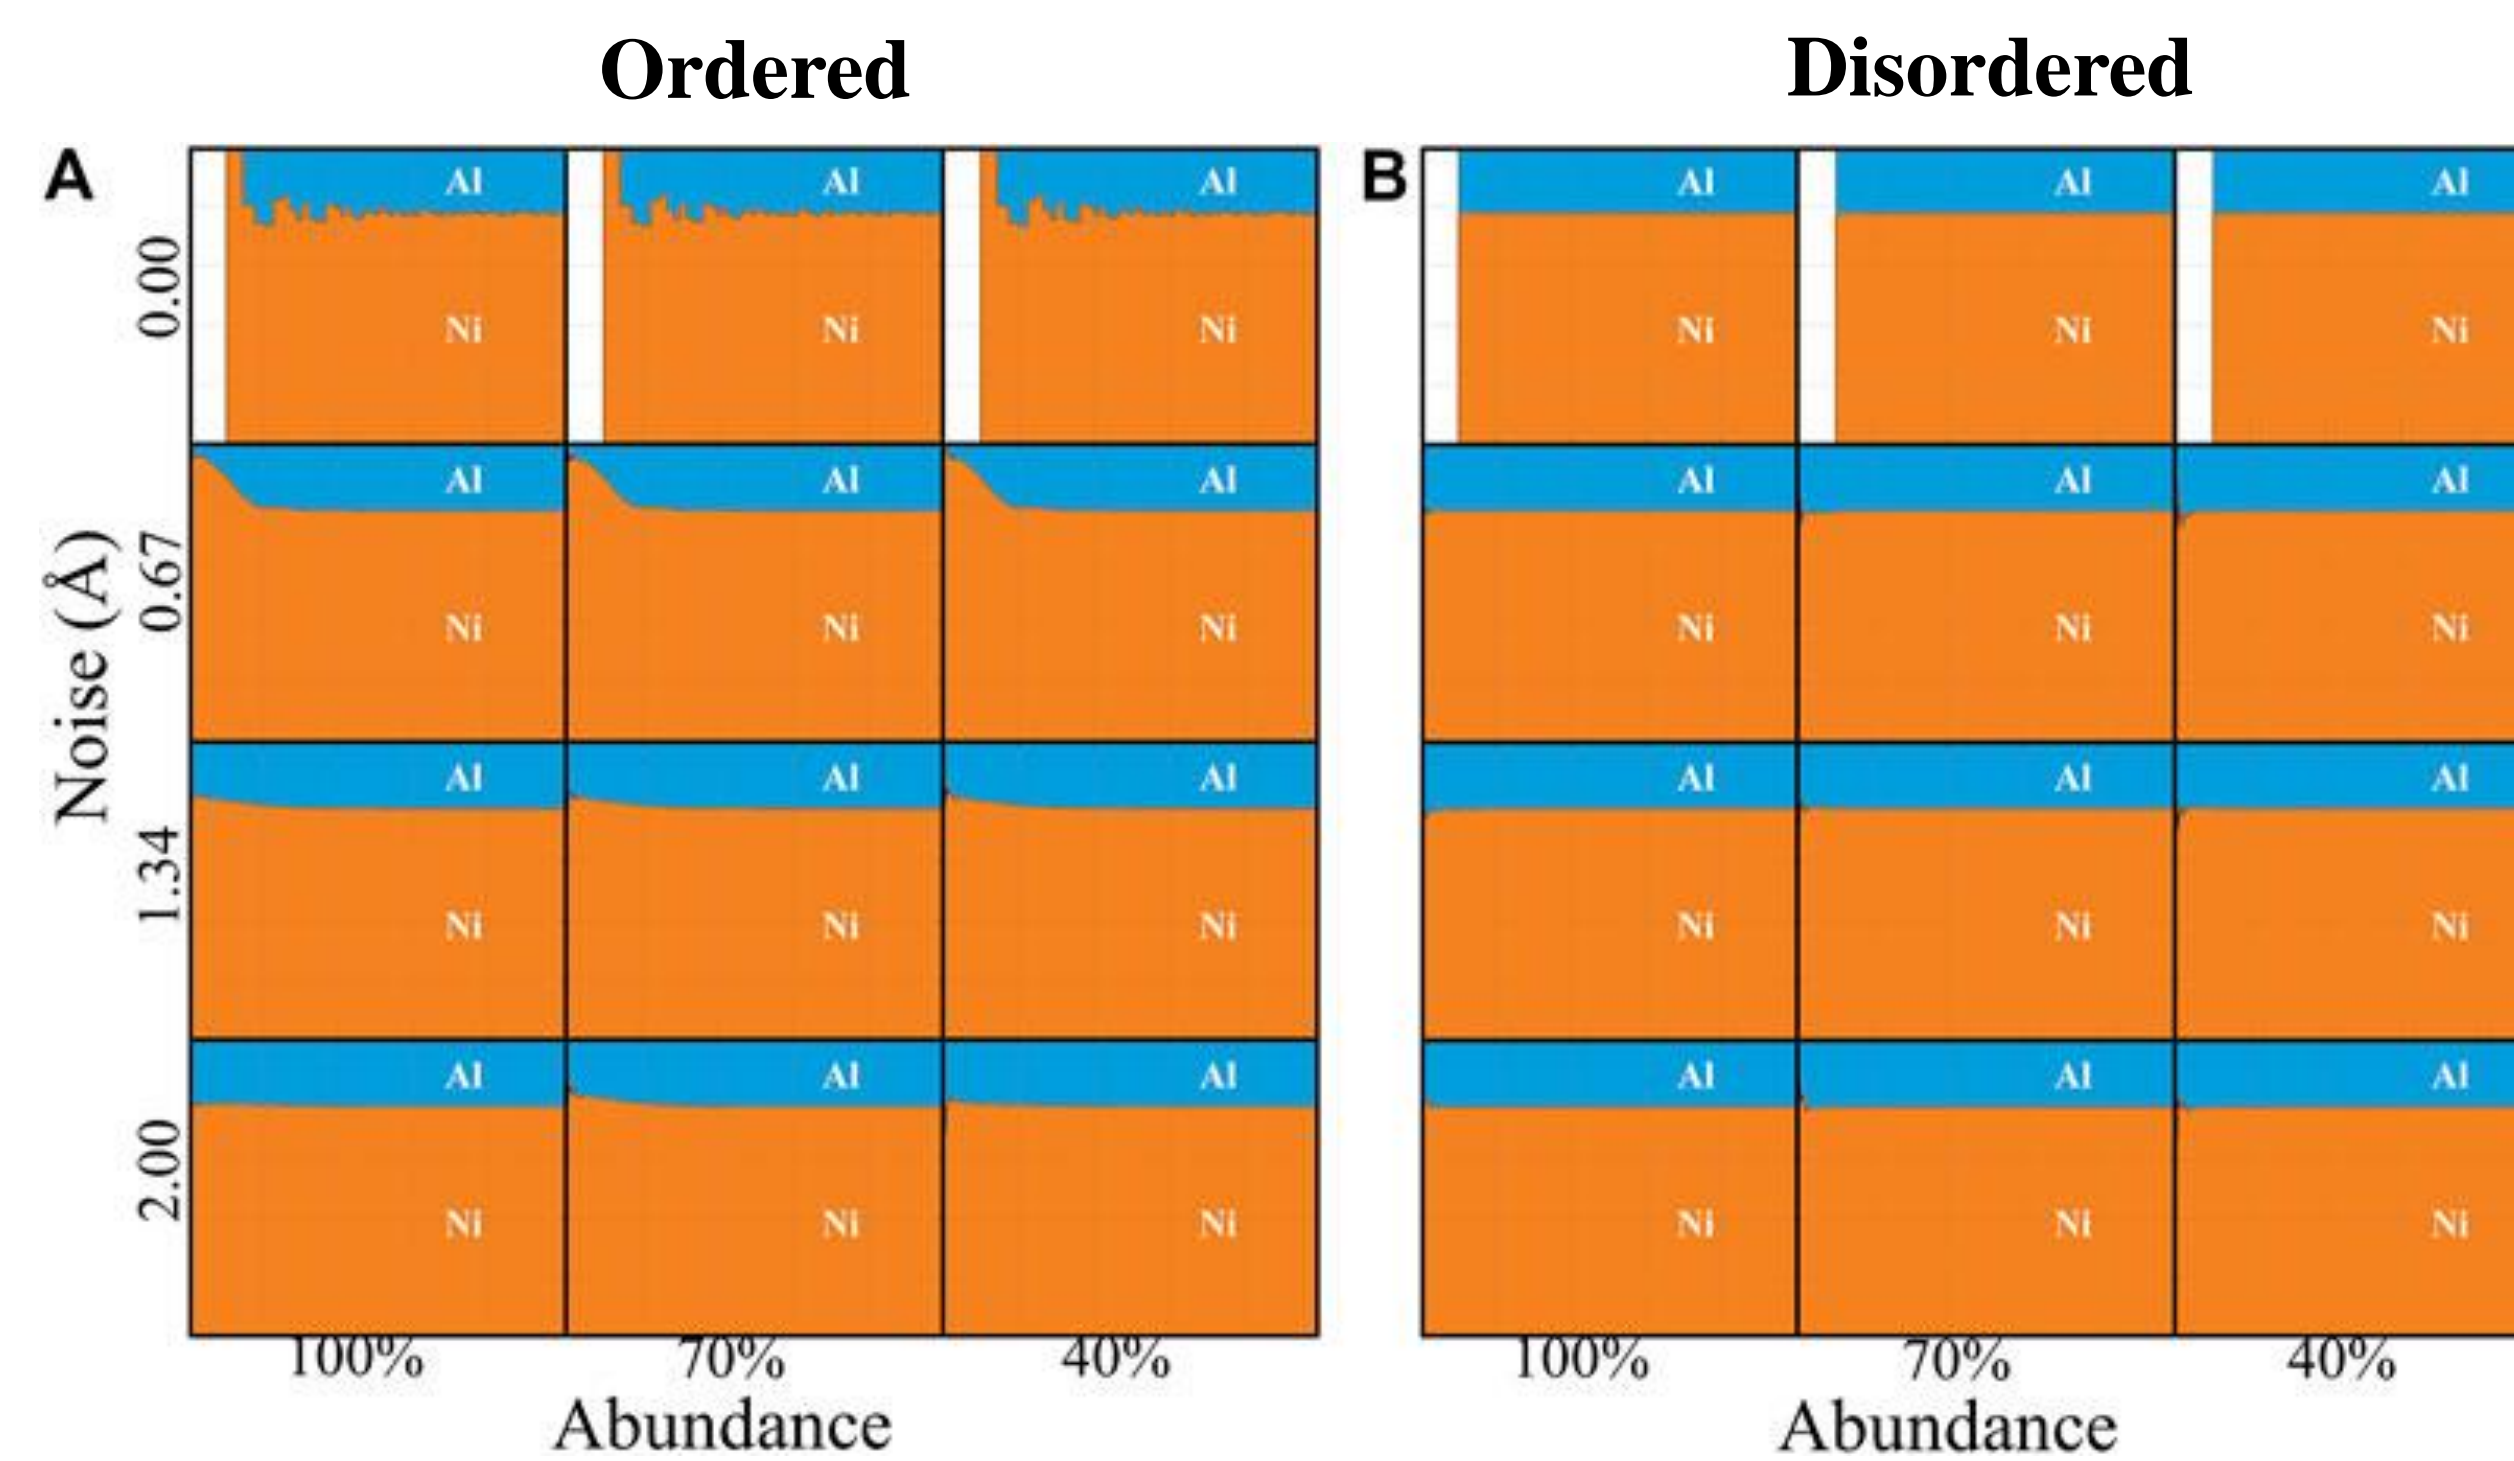 Ordered
Disordered
A
B
Al Al Al Al Al Al
0.00
Ni Ni Ni Ni Ni Ni
Al Al Al Al Al Al
0.67
Ni Ni Ni Ni Ni Ni
Noise (Å)
Al Al Al Al Al Al
1.34
Ni Ni Ni Ni Ni Ni
Al Al Al Al Al Al
2.00
Ni Ni Ni Ni Ni Ni
100% 70% 40% 100% 70% 40%
Abundance
Abundance